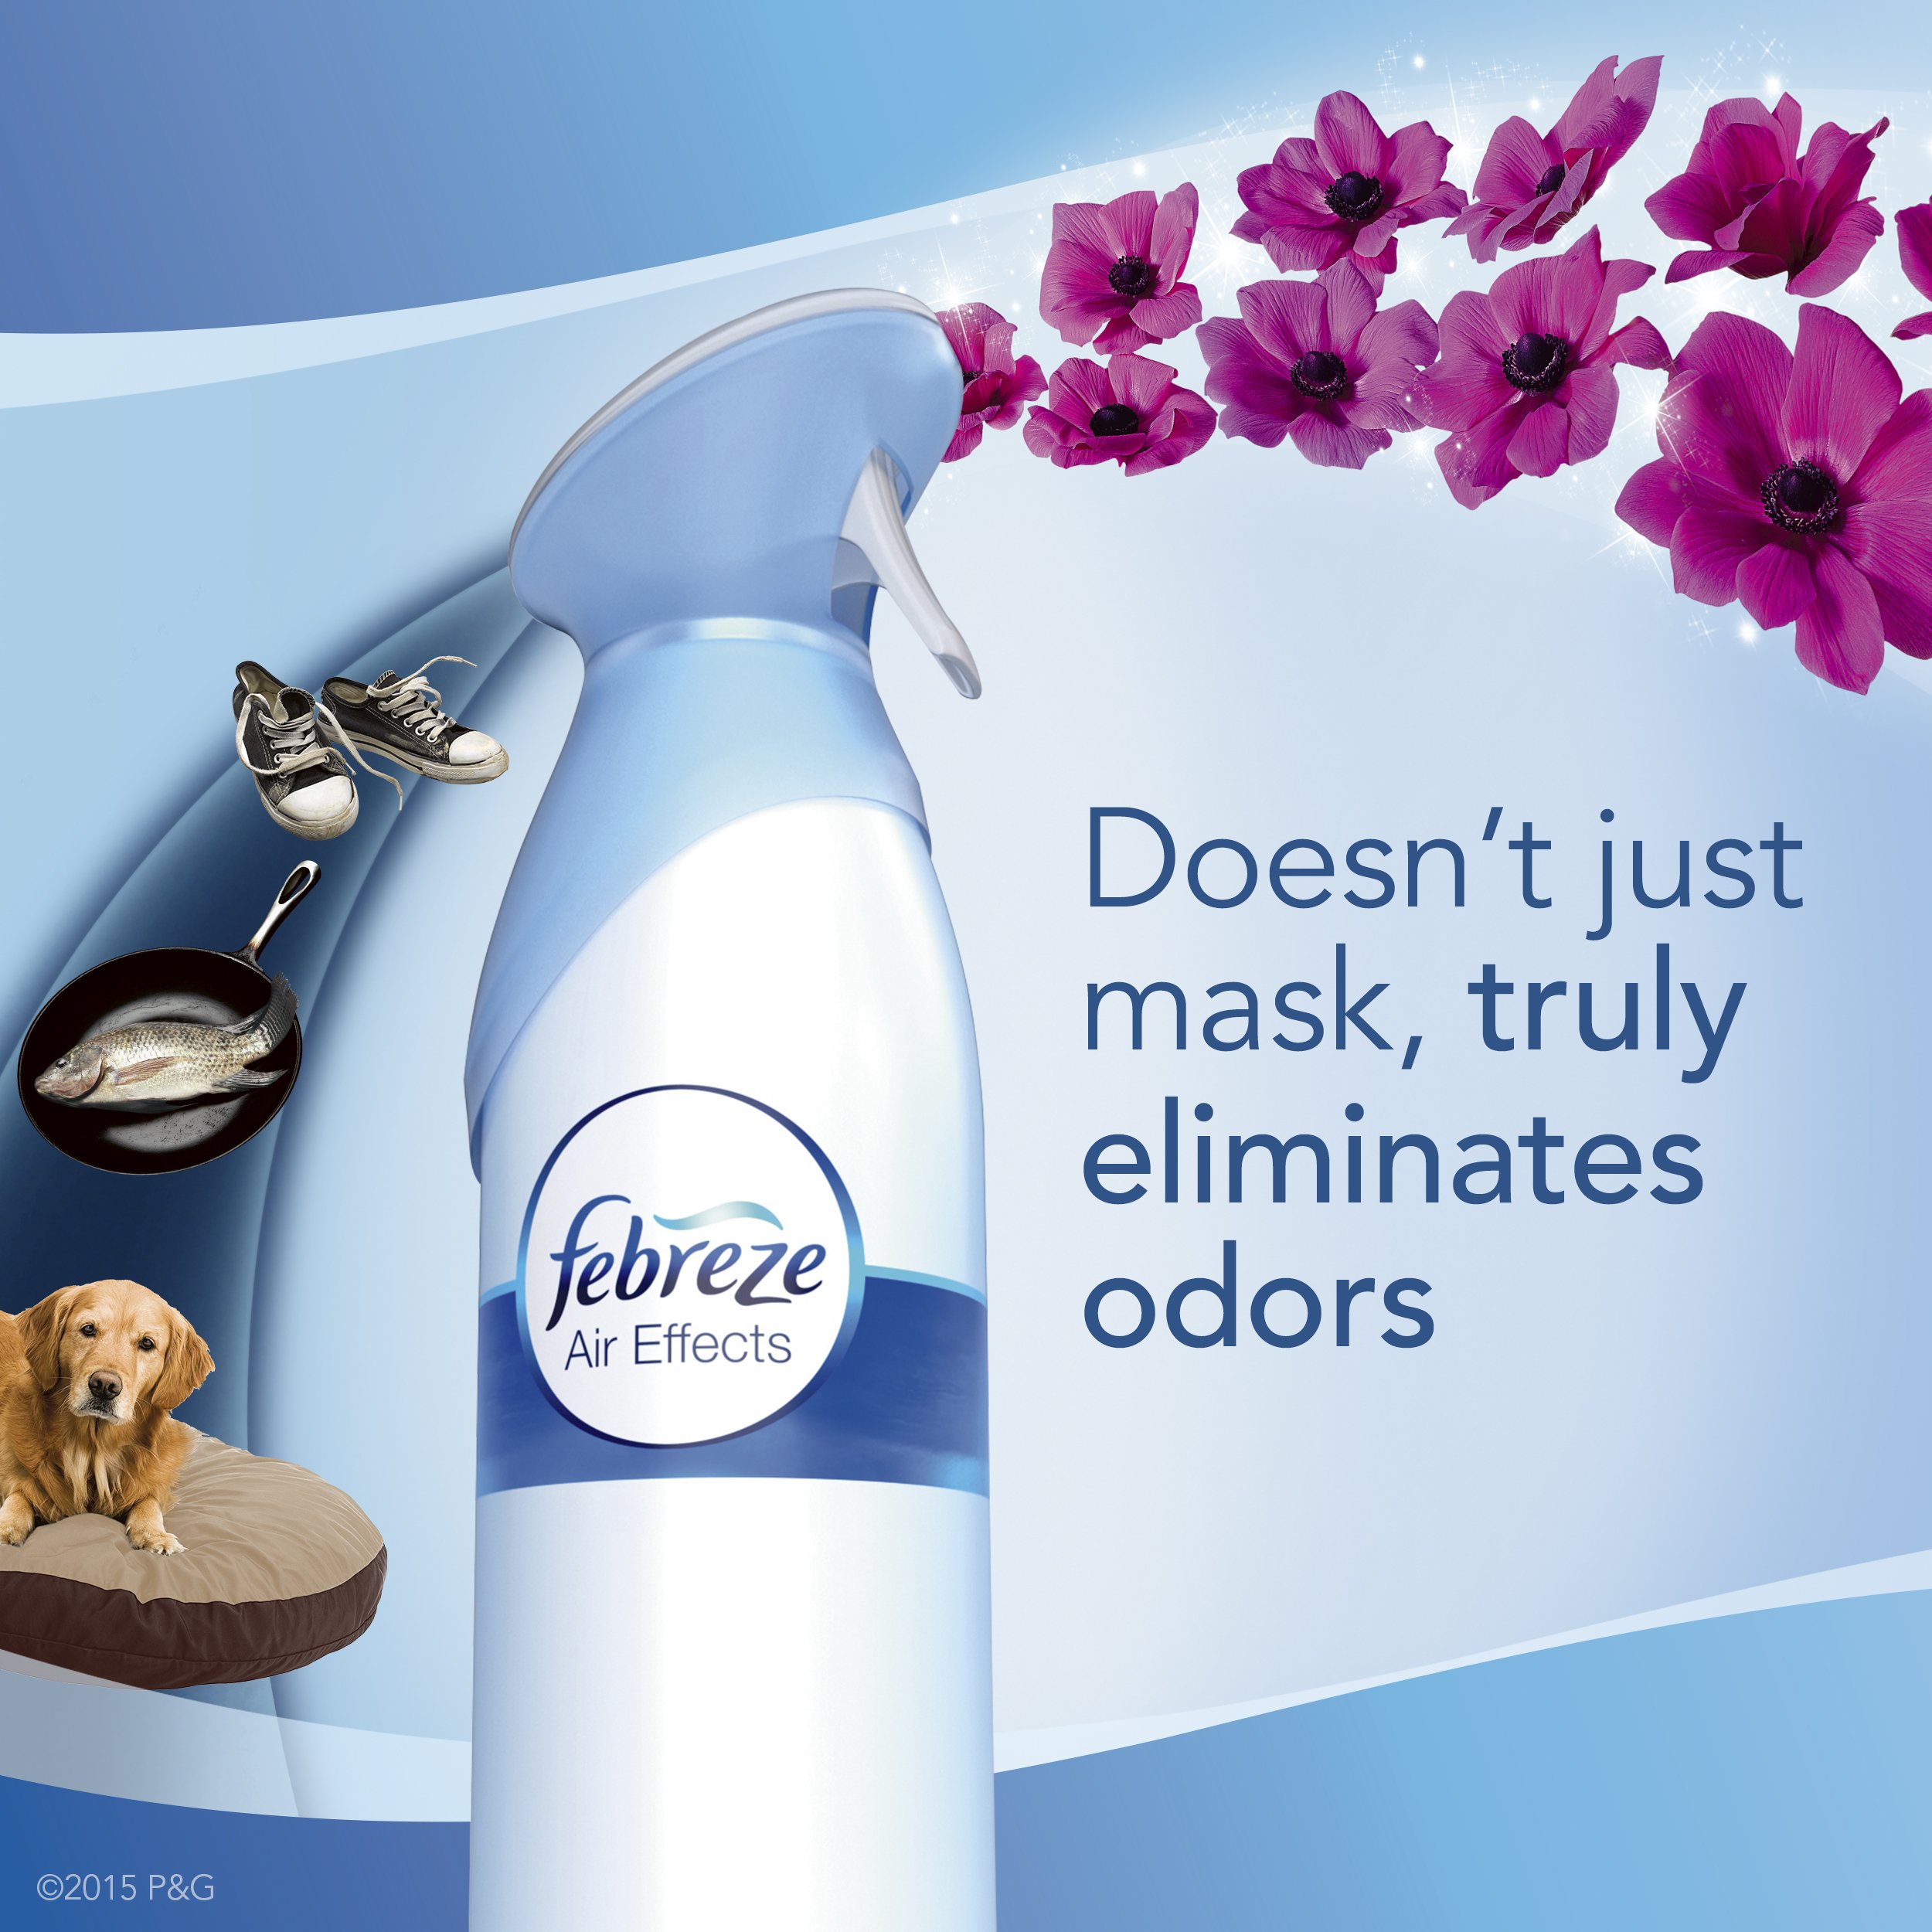 Doesn't just
mask, truly
eliminates
odors
febreze
Air Effects
©2015 P&G